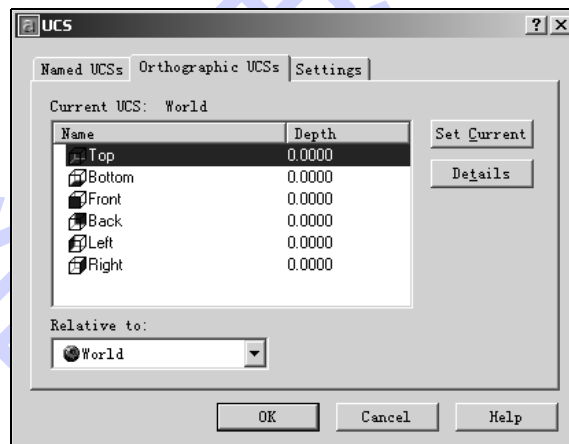 UCS
Named UCSs Orthographic UCSs Settings
Current UCS: World
Name Depth
Top 0.0000
Bottom 0.0000
Front 0.0000
Back 0.0000
Left 0.0000
Right 0.0000
Set Current
Details
Relative to:
World
OK Cancel Help